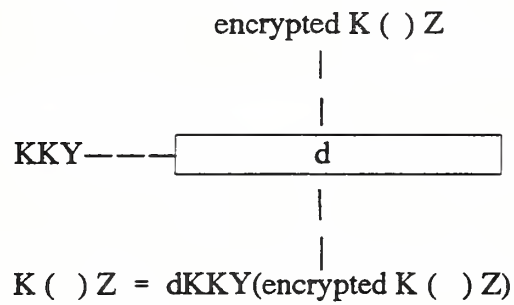 encrypted K ( ) Z
KKY
d
K ( ) Z = dKKY(encrypted K ( ) Z)